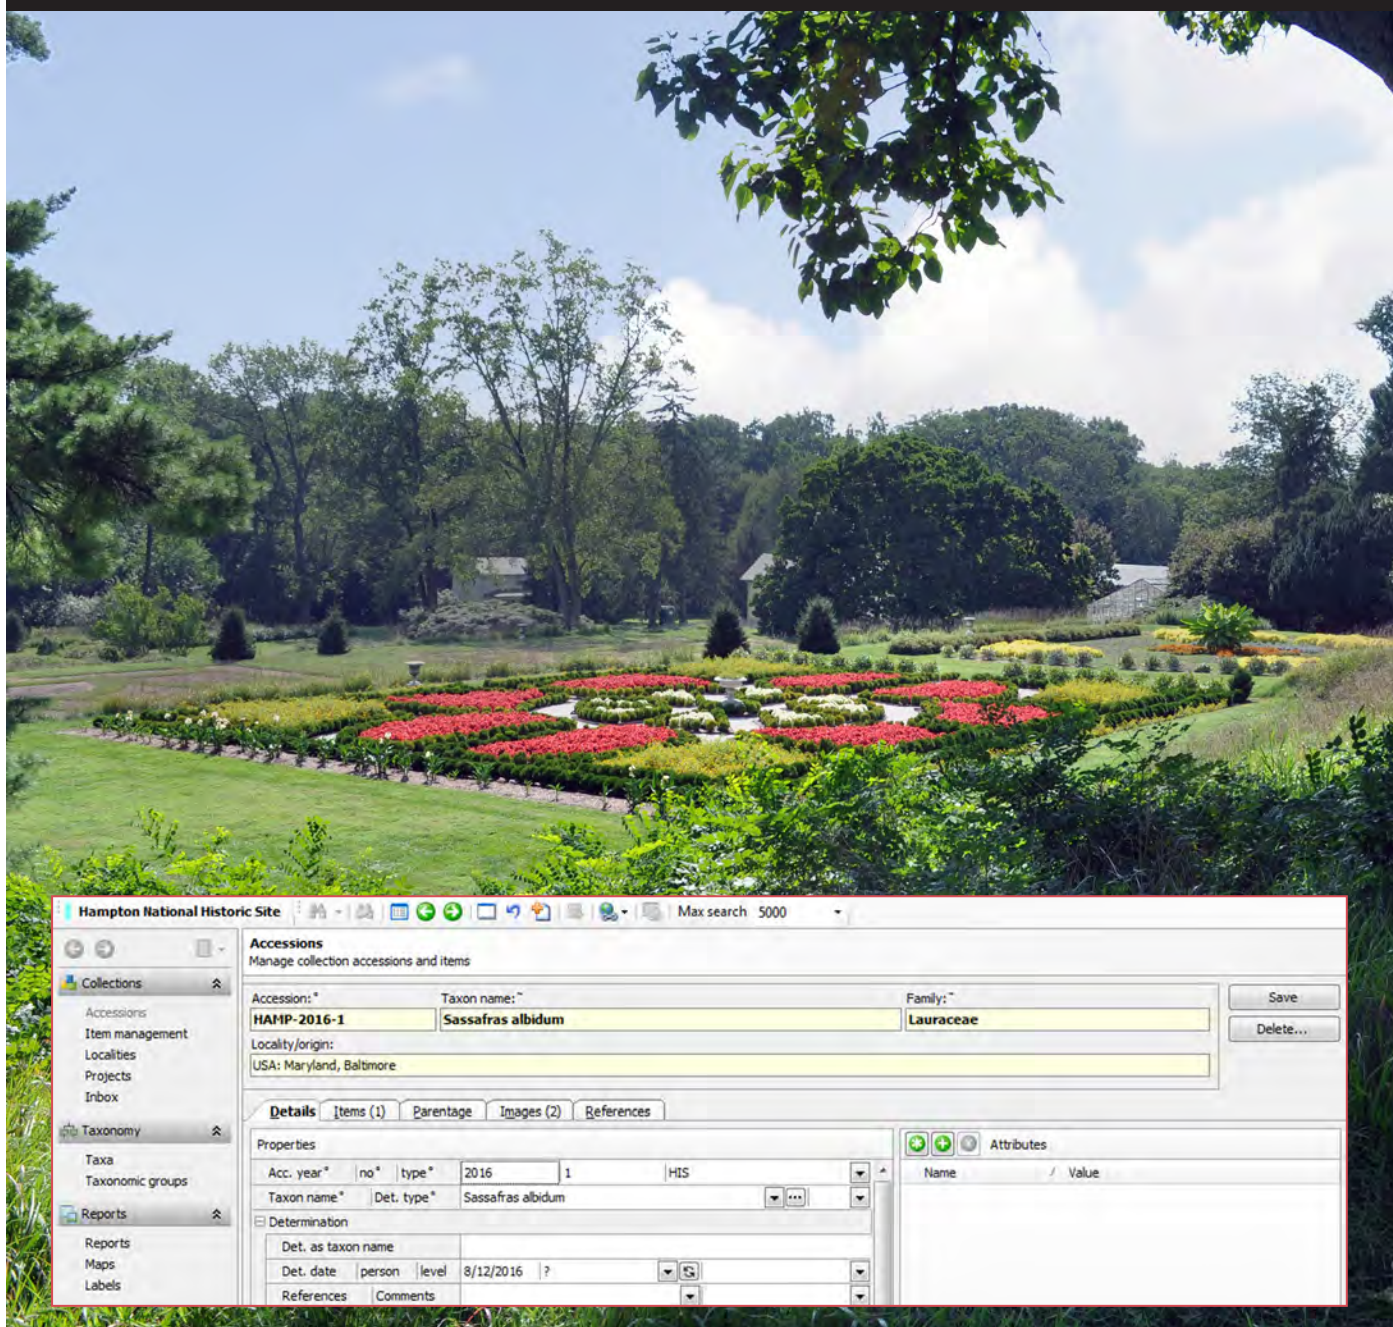 Hampton National Historic Site Max search 5000
Accessions
Manage collection accessions and items
Collections
Accessions
Item management
Localities
Projects
Inbox
Taxonomy
Taxa
Taxonomic groups
Reports
Reports
Maps
Labels
Accession:* Taxon name:~ Family:~
HAMP-2016-1 Sassafras albidum Lauraceae
Locality/origin:
USA: Maryland, Baltimore
Save
Delete...
Details Items (1) Parentage Images (2) References
Properties
Acc. year* no* type* 2016 1 HIS
Taxon name* Det. type* Sassafras albidum
Determination
Det. as taxon name
Det. date person level 8/12/2016 ?
References Comments
Attributes
Name / Value